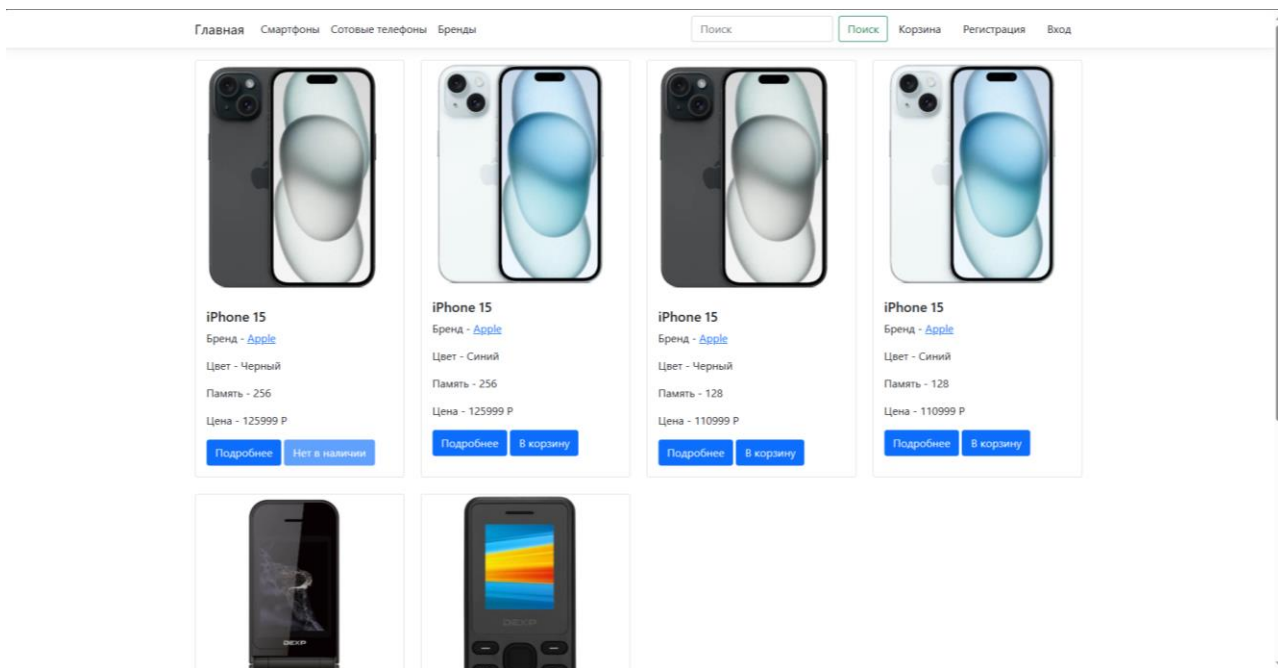 Главная Смартфоны Сотовые телефоны Бренды Поиск Поиск Корзина Регистрация Вход
iPhone 15
Бренд - Apple
Цвет - Черный
Память - 256
Цена - 125999 Р
Подробнее Нет в наличии
iPhone 15
Бренд - Apple
Цвет - Синий
Память - 256
Цена - 125999 Р
Подробнее В корзину
iPhone 15
Бренд - Apple
Цвет - Черный
Память - 128
Цена - 110999 Р
Подробнее В корзину
iPhone 15
Бренд - Apple
Цвет - Синий
Память - 128
Цена - 110999 Р
Подробнее В корзину
DEXP
DEXP